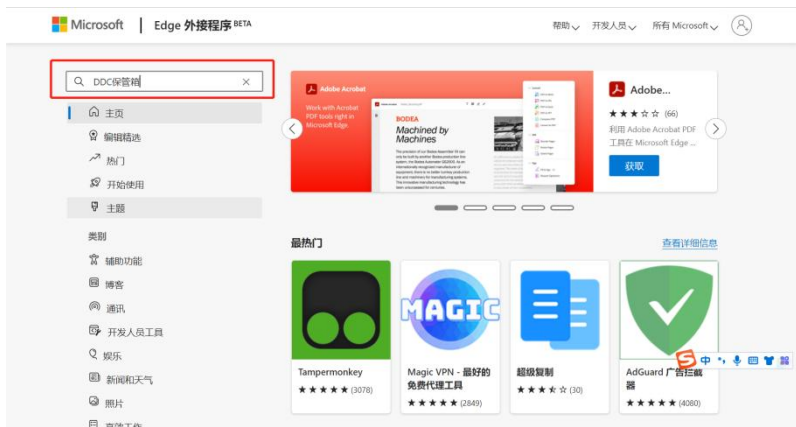 Microsoft | Edge 外接程序 BETA
帮助 开发人员 所有 Microsoft
DDC保管箱
主页
编辑精选
热门
开始使用
主题
类别
辅助功能
博客
通讯
开发人员工具
娱乐
新闻和天气
照片
高效工作
Adobe Acrobat
Work with Acrobat
PDF tools right in
Microsoft Edge.
BODEA
Machined by
Machines
Adobe...
(66)
利用 Adobe Acrobat PDF
工具在 Microsoft Edge ...
获取
最热门
查看详细信息
MAGIC
Tampermonkey
(3078)
Magic VPN - 最好的
免费代理工具
(2849)
超级复制
(30)
AdGuard 广告拦截
器
(4080)
中